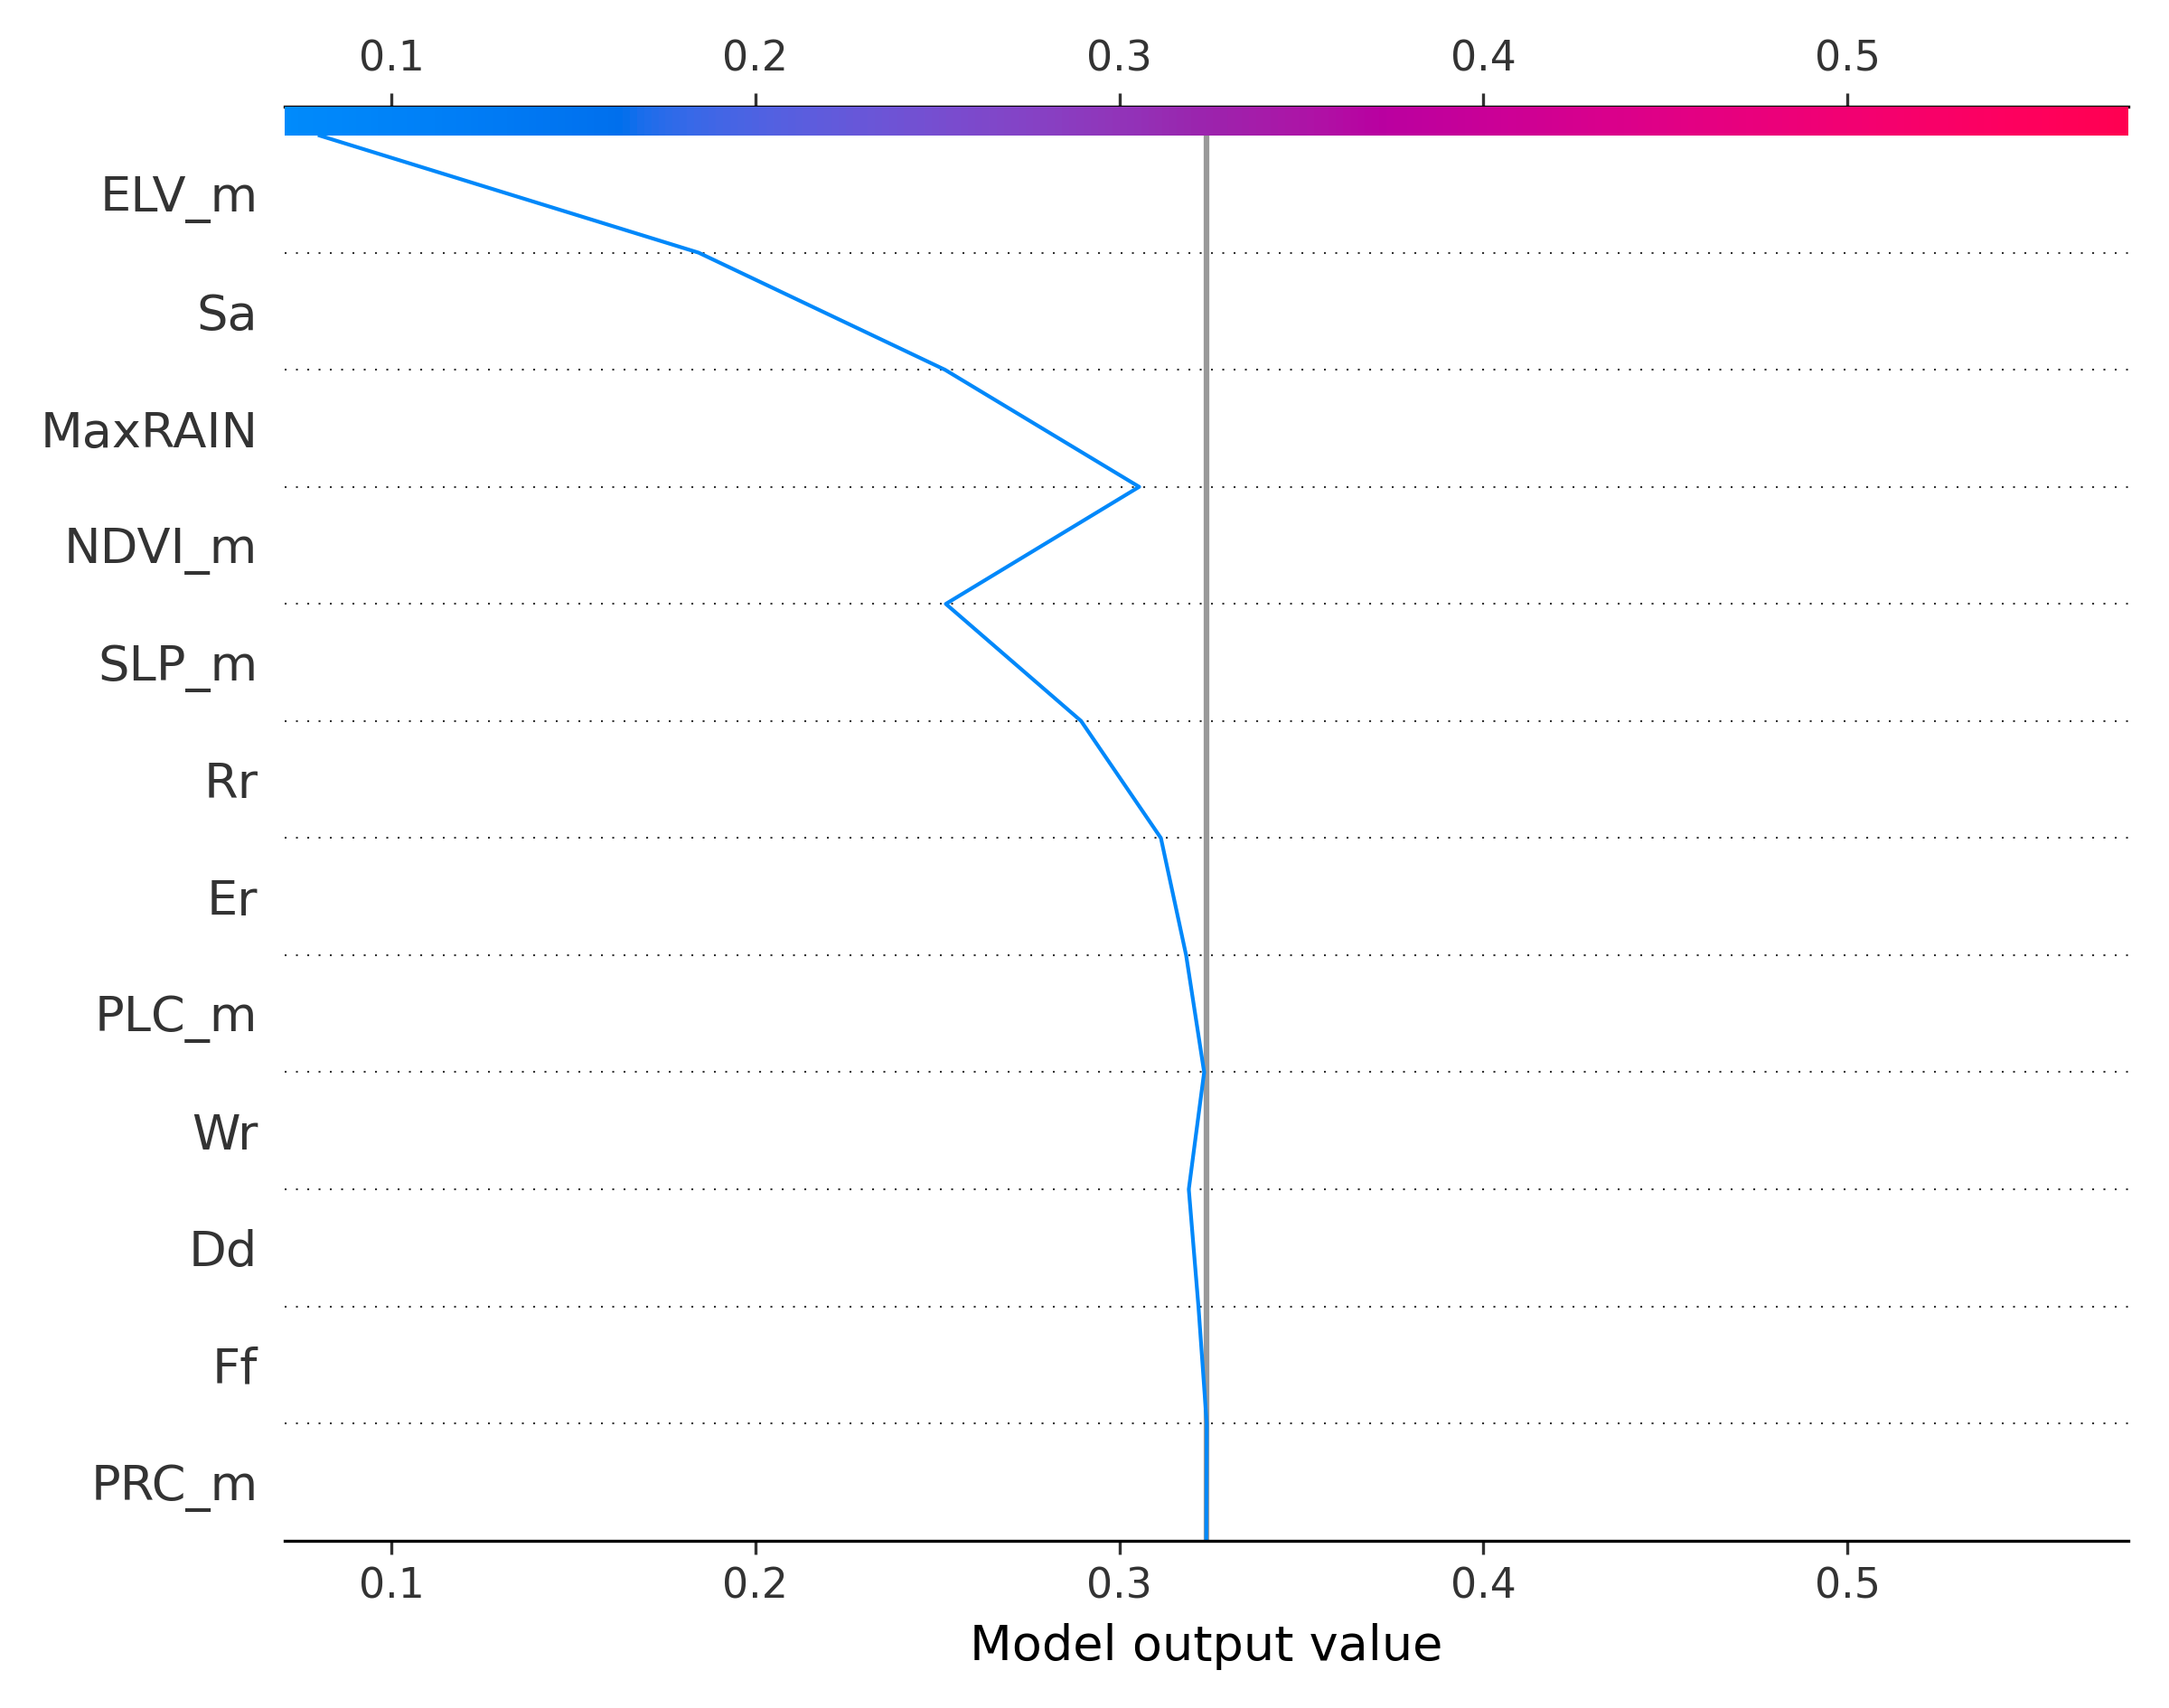 0.1 0.2 0.3 0.4 0.5
ELV_m
Sa
MaxRAIN
NDVI_m
SLP_m
Rr
Er
PLC_m
Wr
Dd
Ff
PRC_m
0.1 0.2 0.3 0.4 0.5
Model output value